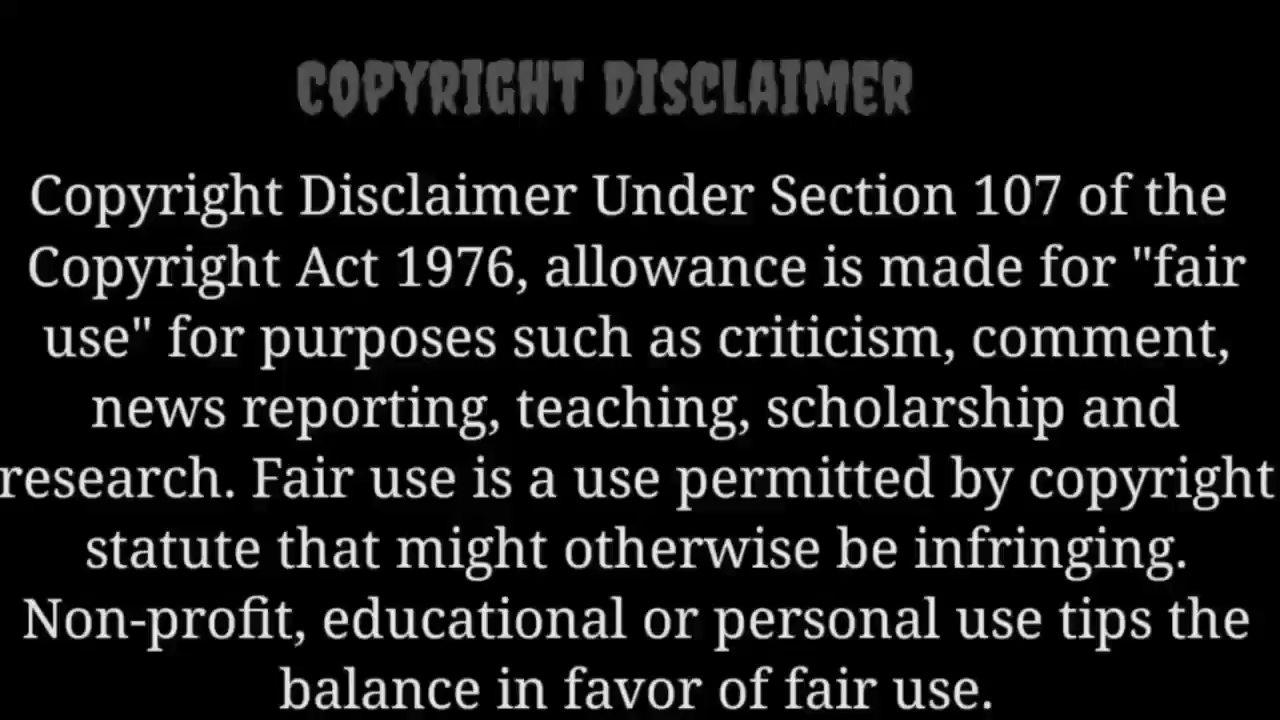 COPYRIGHT DISCLAIMER
Copyright Disclaimer Under Section 107 of the
Copyright Act 1976, allowance is made for "fair
use" for purposes such as criticism, comment,
news reporting, teaching, scholarship and
research. Fair use is a use permitted by copyright
statute that might otherwise be infringing.
Non-profit, educational or personal use tips the
balance in favor of fair use.